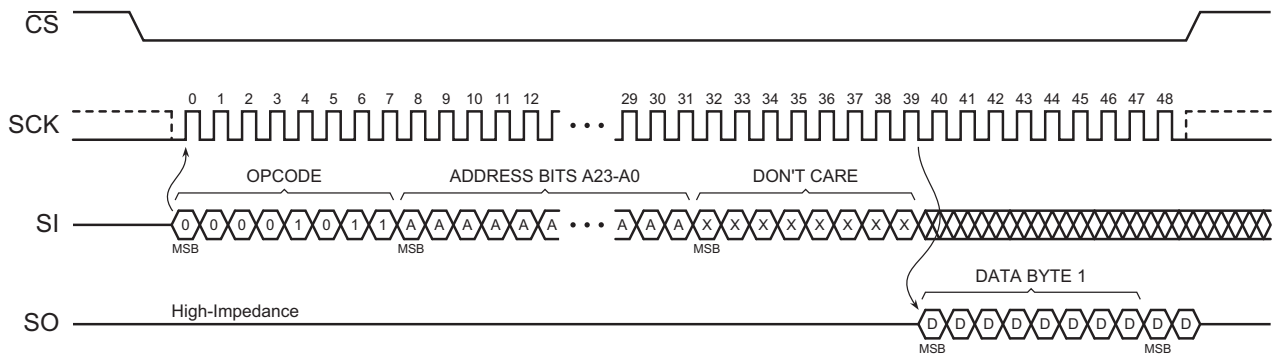 CS
0 1 2 3 4 5 6 7 8 9 10 11 12 29 30 31 32 33 34 35 36 37 38 39 40 41 42 43 44 45 46 47 48
SCK
OPCODE ADDRESS BITS A23-A0 DON'T CARE
SI 0 0 0 0 1 0 1 1 A A A A A A A A A X X X X X X X X
MSB MSB MSB
DATA BYTE 1
High-Impedance
SO D D D D D D D D D D
MSB MSB